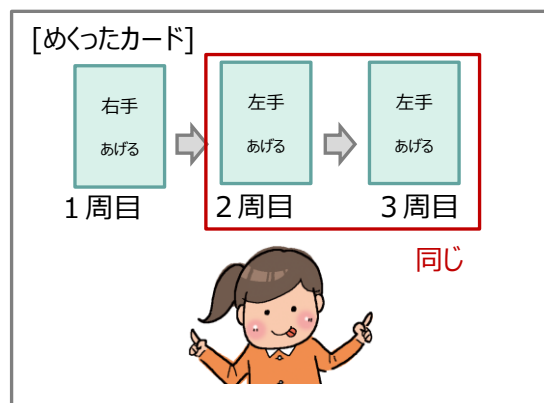 [めくったカード]
右手
あげる
左手
あげる
左手
あげる
1周目
2周目
3周目
同じ